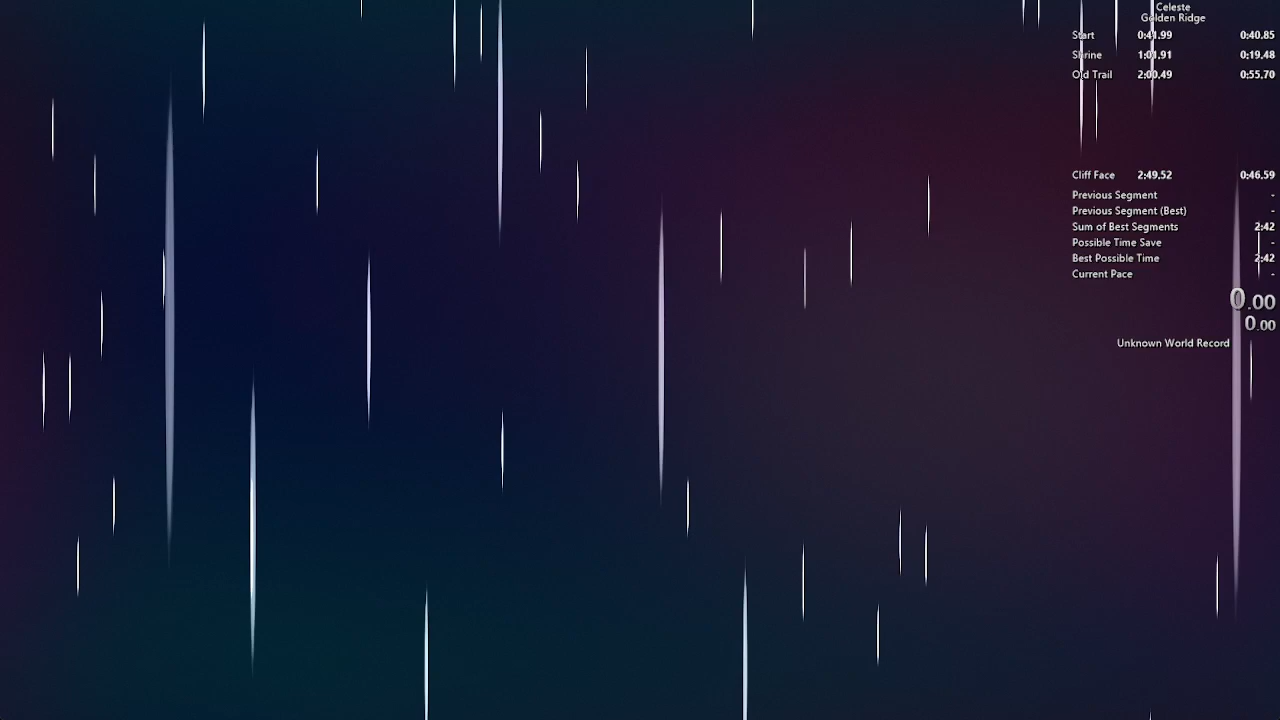 Celeste
Golden Ridge
Start 0:41.99 0:40.85
Shrine 1:01.91 0:19.48
Old Trail 2:00.49 0:55.70
Cliff Face 2:49.52 0:46.59
Previous Segment -
Previous Segment (Best) -
Sum of Best Segments 2:42
Possible Time Save -
Best Possible Time 2:42
Current Pace -
0.00
0.00
Unknown World Record